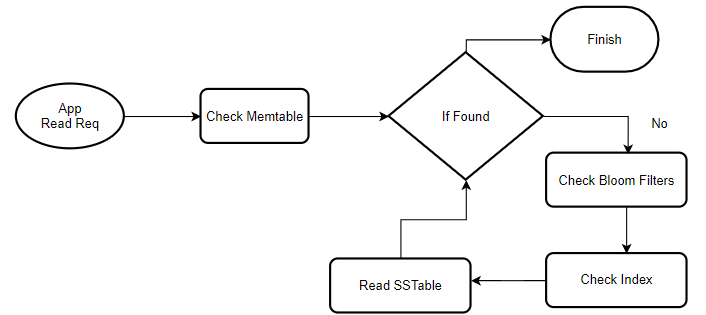 Finish
App
Read Req
Check Memtable
If Found
No
Check Bloom Filters
Check Index
Read SSTable